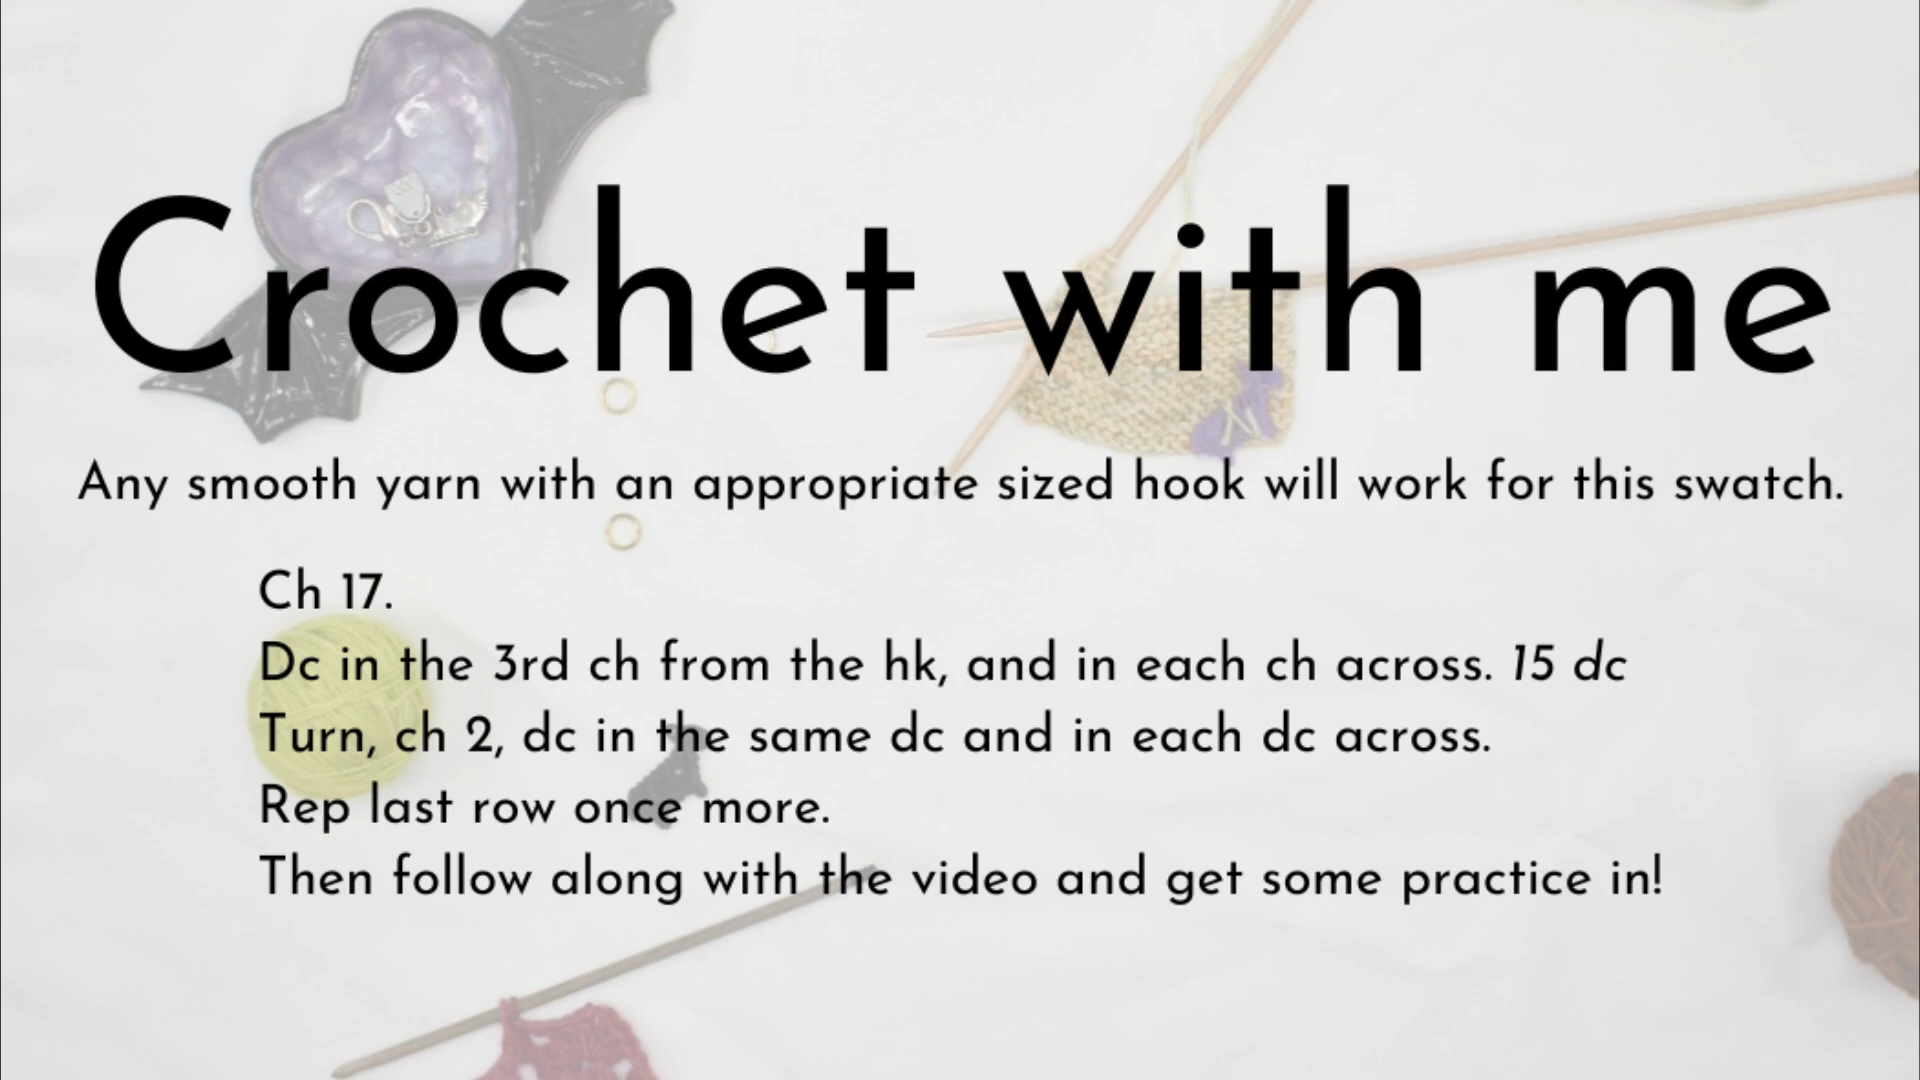 Crochet with me
Any smooth yarn with an appropriate sized hook will work for this swatch.
Ch 17.
Dc in the 3rd ch from the hk, and in each ch across. 15 dc
Turn, ch 2, dc in the same dc and in each dc across.
Rep last row once more.
Then follow along with the video and get some practice in!